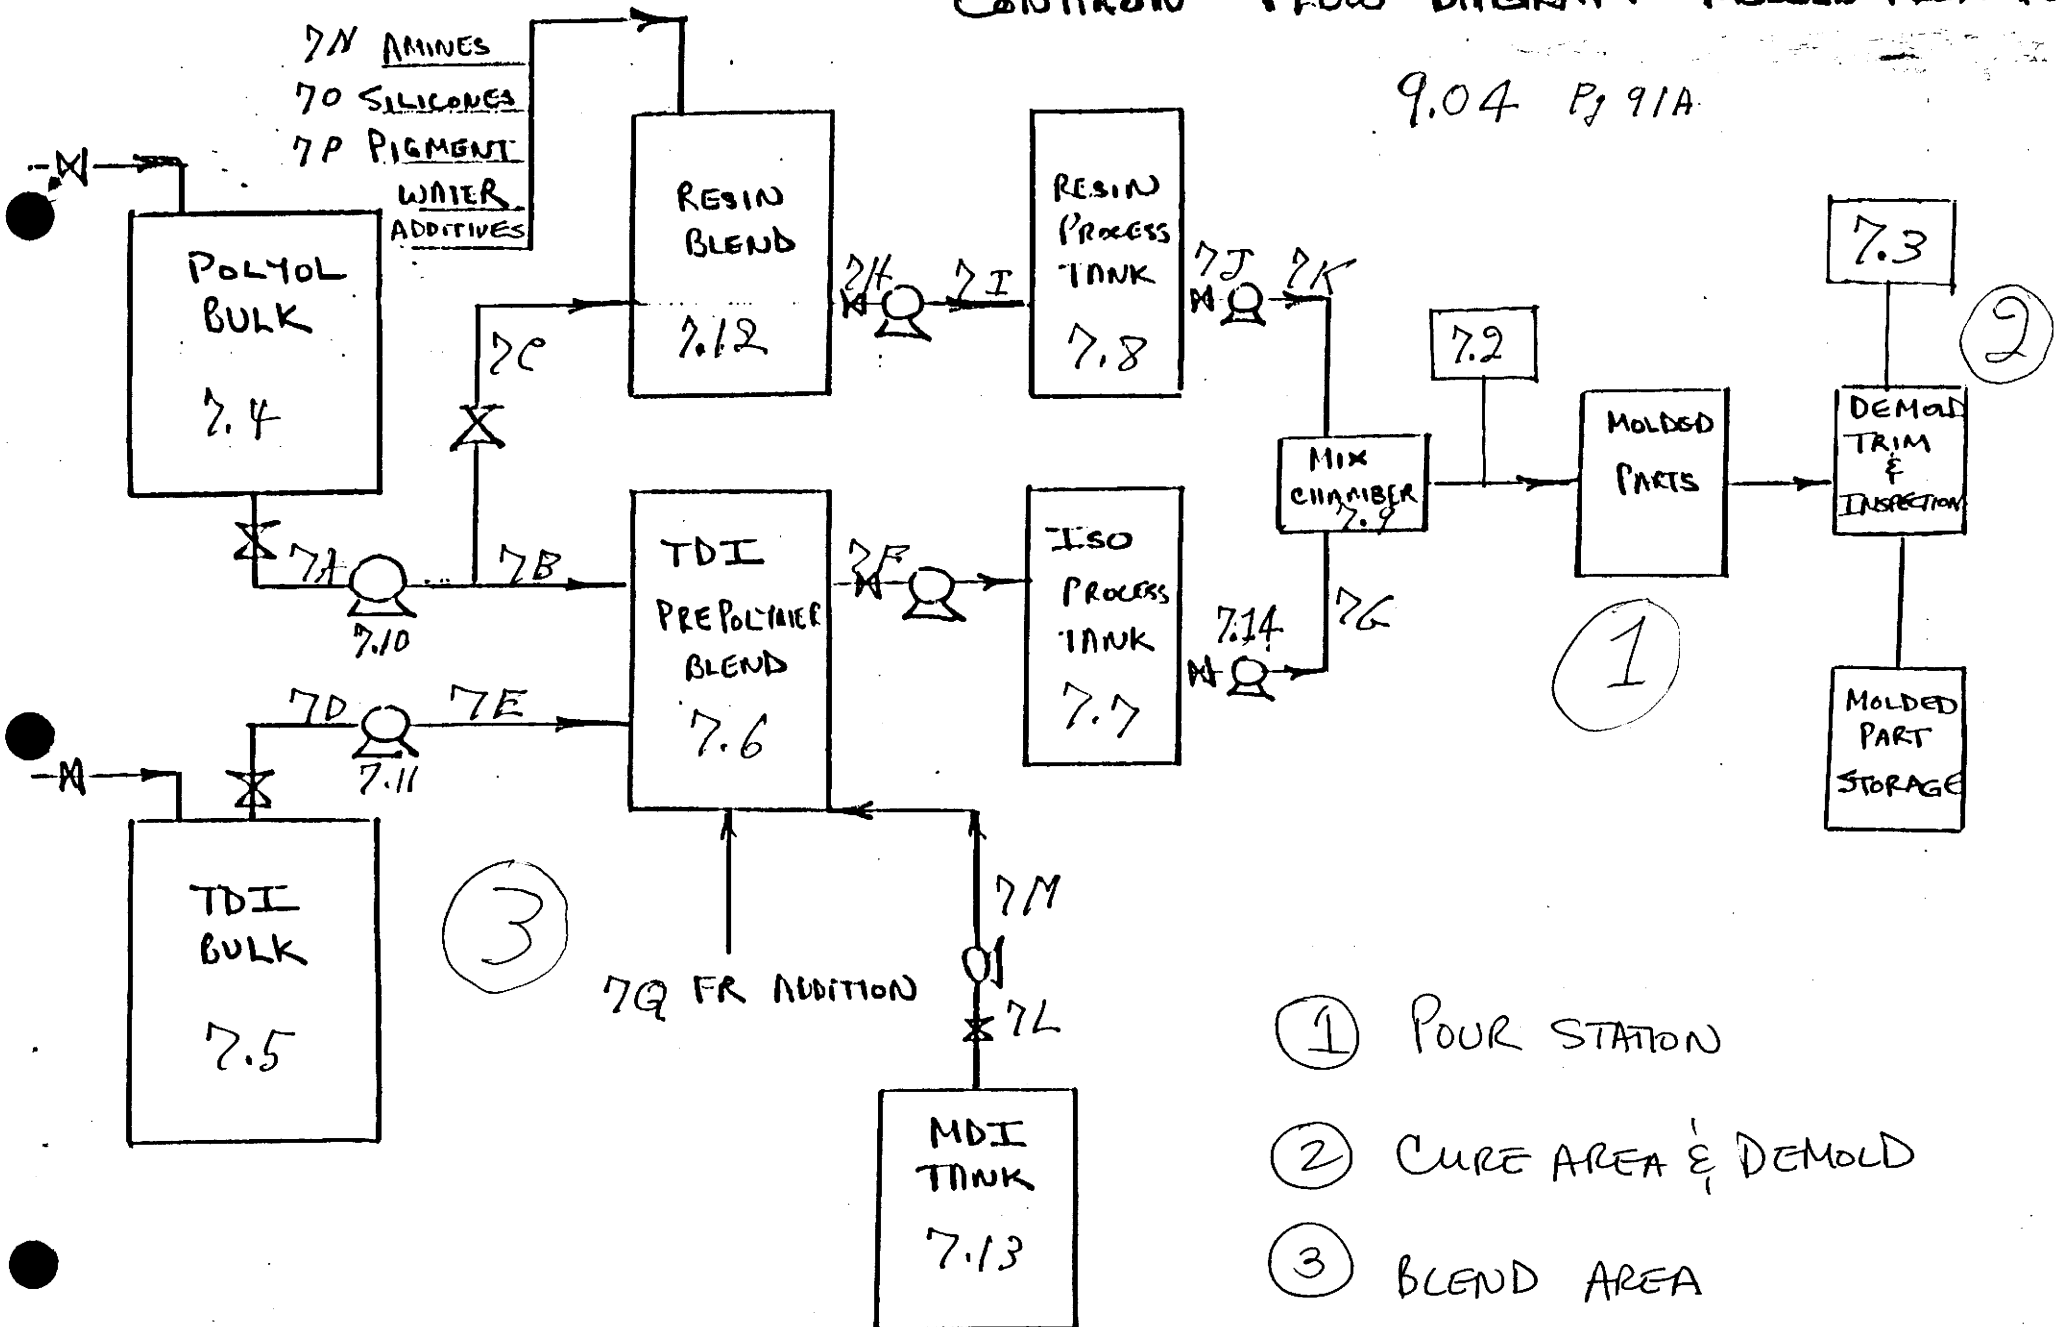 FLOW DIAGRAM
9.04 Pg 91A
7N AMINES
7O SILICONES
7P PIGMENT
WATER
ADDITIVES
POLYOL
BULK
7.4
7A
7.10
7B
7C
RESIN
BLEND
7.12
7H
7I
RESIN
PROCESS
TANK
7.8
7J
7K
7.2
7.3
2
MIX
CHAMBER
7.9
MOLDED
PARTS
DEMOLD
TRIM
&
INSPECTION
1
TDI
PREPOLYMER
BLEND
7.6
7F
ISO
PROCESS
TANK
7.7
7.14
7G
MOLDED
PART
STORAGE
7D
7.11
7E
TDI
BULK
7.5
3
7Q FR ADDITION
7M
7L
MDI
TANK
7.13
1 POUR STATION
2 CURE AREA & DEMOLD
3 BLEND AREA